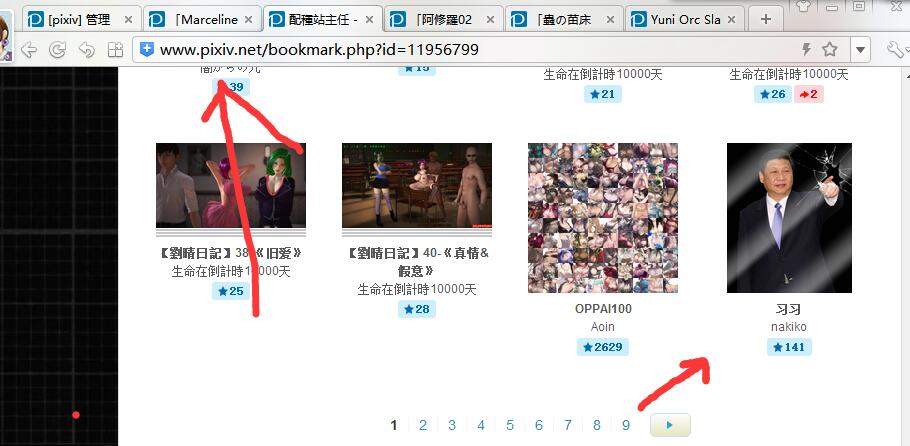 [pixiv] 管理
「Marceline
配種站主任 -
「阿修羅02
「蟲の苗床
Yuni Orc Sla
www.pixiv.net/bookmark.php?id=11956799
39
15
生命在倒計時10000天
21
生命在倒計時10000天
26 2
【劉晴日記】38-《旧爱》
生命在倒計時10000天
25
【劉晴日記】40-《真情&
假意》
生命在倒計時10000天
28
OPPAI100
Aoin
2629
习习
nakiko
141
1 2 3 4 5 6 7 8 9